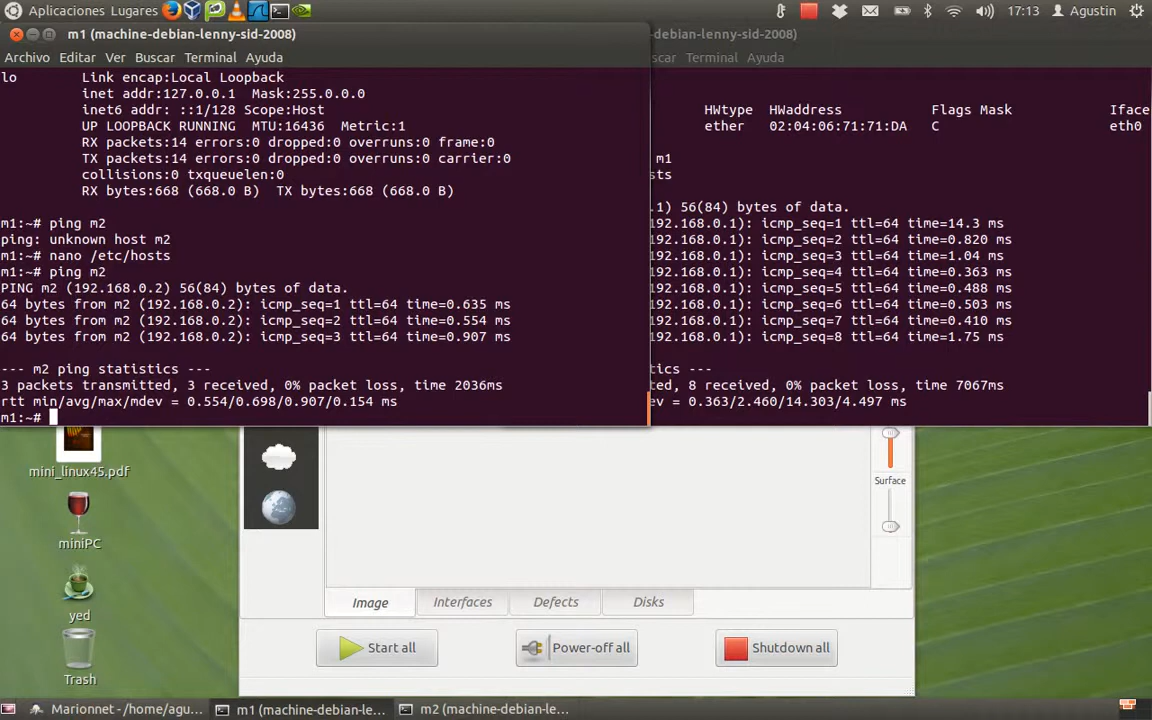 Aplicaciones Lugares
17:13 Agustin
m1 (machine-debian-lenny-sid-2008)
-debian-lenny-sid-2008)
Archivo Editar Ver Buscar Terminal Ayuda
scar Terminal Ayuda
lo Link encap:Local Loopback
inet addr:127.0.0.1 Mask:255.0.0.0
inet6 addr: ::1/128 Scope:Host
UP LOOPBACK RUNNING MTU:16436 Metric:1
RX packets:14 errors:0 dropped:0 overruns:0 frame:0
TX packets:14 errors:0 dropped:0 overruns:0 carrier:0
collisions:0 txqueuelen:0
RX bytes:668 (668.0 B) TX bytes:668 (668.0 B)
m1:~# ping m2
ping: unknown host m2
m1:~# nano /etc/hosts
m1:~# ping m2
PING m2 (192.168.0.2) 56(84) bytes of data.
64 bytes from m2 (192.168.0.2): icmp_seq=1 ttl=64 time=0.635 ms
64 bytes from m2 (192.168.0.2): icmp_seq=2 ttl=64 time=0.554 ms
64 bytes from m2 (192.168.0.2): icmp_seq=3 ttl=64 time=0.907 ms
--- m2 ping statistics ---
3 packets transmitted, 3 received, 0% packet loss, time 2036ms
rtt min/avg/max/mdev = 0.554/0.698/0.907/0.154 ms
m1:~#
HWtype HWaddress Flags Mask Iface
ether 02:04:06:71:71:DA C eth0
m1
sts
.1) 56(84) bytes of data.
192.168.0.1): icmp_seq=1 ttl=64 time=14.3 ms
192.168.0.1): icmp_seq=2 ttl=64 time=0.820 ms
192.168.0.1): icmp_seq=3 ttl=64 time=1.04 ms
192.168.0.1): icmp_seq=4 ttl=64 time=0.363 ms
192.168.0.1): icmp_seq=5 ttl=64 time=0.488 ms
192.168.0.1): icmp_seq=6 ttl=64 time=0.503 ms
192.168.0.1): icmp_seq=7 ttl=64 time=0.410 ms
192.168.0.1): icmp_seq=8 ttl=64 time=1.75 ms
tics ---
ted, 8 received, 0% packet loss, time 7067ms
ev = 0.363/2.460/14.303/4.497 ms
mini_linux45.pdf
miniPC
yed
Trash
Surface
Image Interfaces Defects Disks
Start all Power-off all Shutdown all
Marionnet - /home/agu... m1 (machine-debian-le... m2 (machine-debian-le...